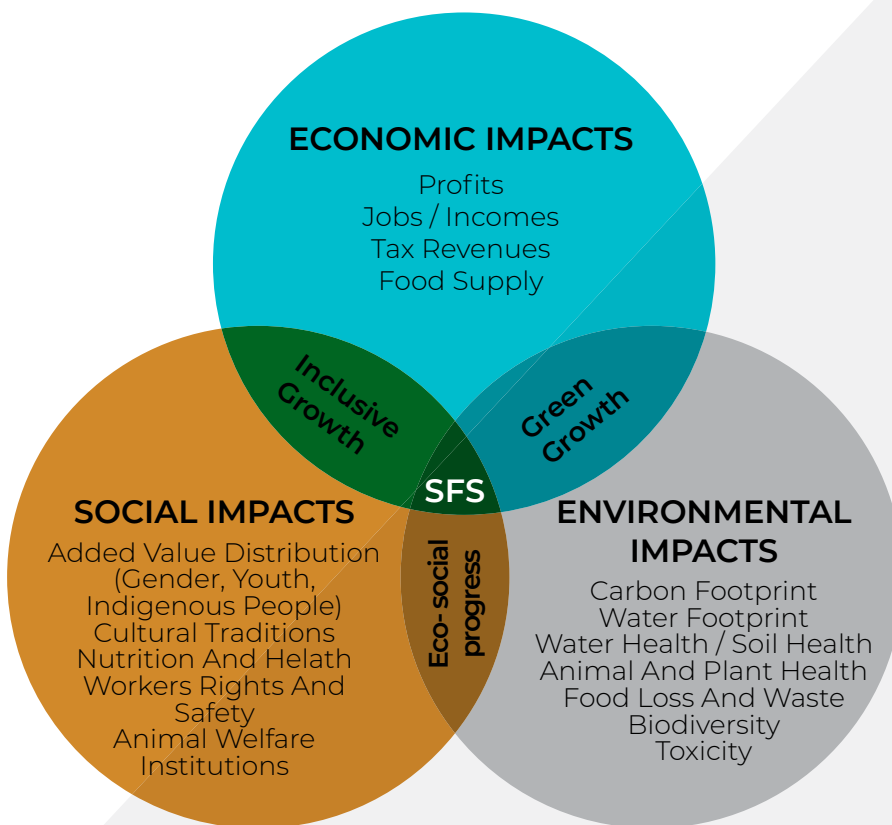 ECONOMIC IMPACTS
Profits
Jobs / Incomes
Tax Revenues
Food Supply
Inclusive
Growth
Green
Growth
SFS
SOCIAL IMPACTS
Added Value Distribution
(Gender, Youth,
Indigenous People)
Cultural Traditions
Nutrition And Helath
Workers Rights And
Safety
Animal Welfare
Institutions
Eco- social
progress
ENVIRONMENTAL
IMPACTS
Carbon Footprint
Water Footprint
Water Health / Soil Health
Animal And Plant Health
Food Loss And Waste
Biodiversity
Toxicity